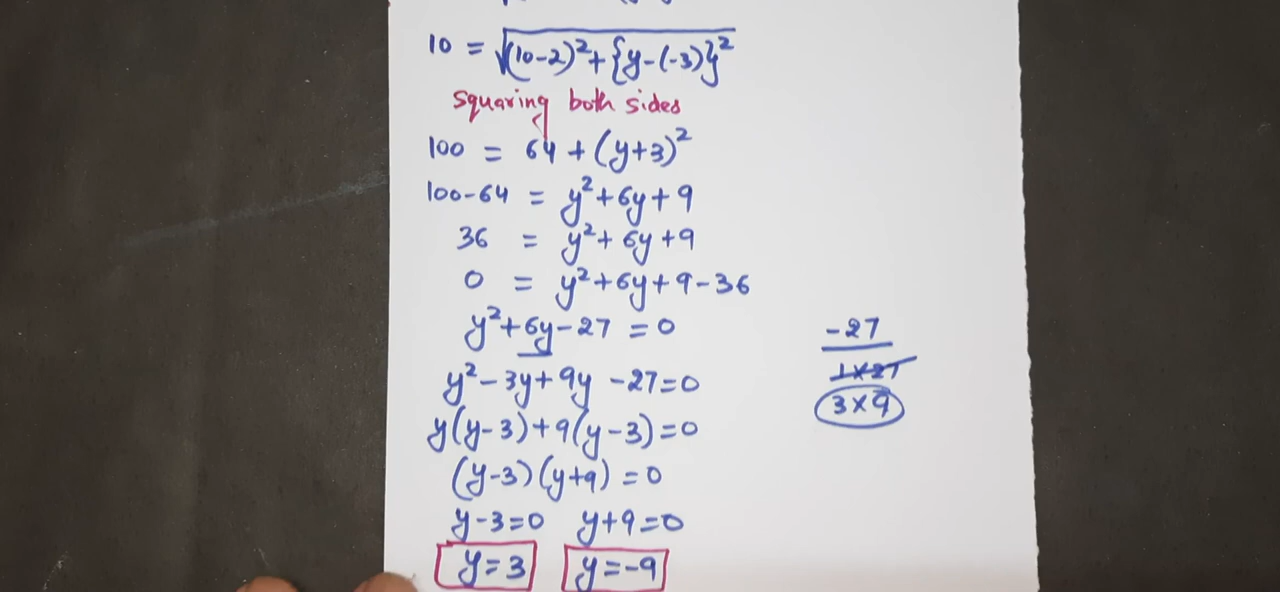 10 = √(10-2)²+{y-(-3)}²
Squaring both sides
100 = 64 + (y+3)²
100-64 = y²+6y+9
36 = y²+6y+9
0 = y²+6y+9-36
y²+6y-27 = 0
y²-3y+9y-27=0
y(y-3)+9(y-3)=0
(y-3)(y+9)=0
y-3=0 y+9=0
y=3 y=-9
-27
1×27
3×9